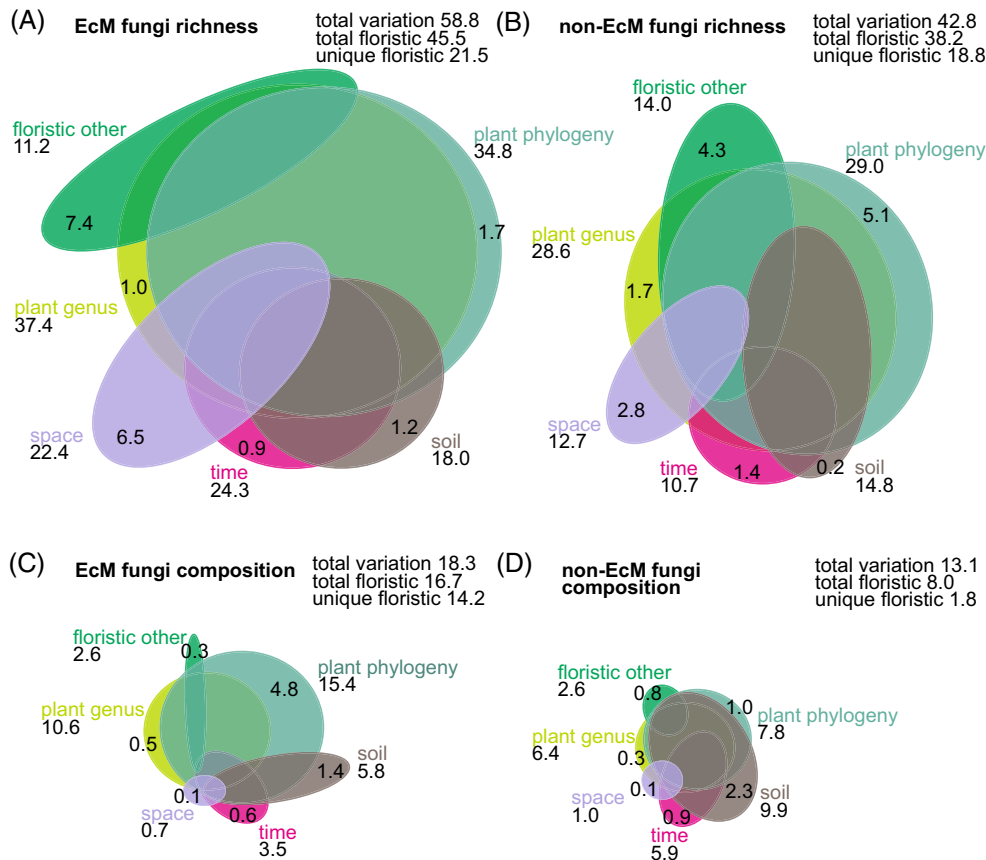 (A) EcM fungi richness
total variation 58.8
total floristic 45.5
unique floristic 21.5
floristic other
11.2
plant phylogeny
34.8
7.4
1.7
1.0
plant genus
37.4
6.5
space
22.4
0.9
time
24.3
1.2
soil
18.0
(B) non-EcM fungi richness
total variation 42.8
total floristic 38.2
unique floristic 18.8
floristic other
14.0
4.3
plant phylogeny
29.0
5.1
plant genus
28.6
1.7
2.8
space
12.7
1.4
time
10.7
0.2
soil
14.8
(C) EcM fungi composition
total variation 18.3
total floristic 16.7
unique floristic 14.2
floristic other
2.6
0.3
plant phylogeny
15.4
4.8
plant genus
10.6
0.5
soil
5.8
1.4
0.1
space
0.7
0.6
time
3.5
(D) non-EcM fungi
composition
total variation 13.1
total floristic 8.0
unique floristic 1.8
floristic other
2.6
0.8
1.0
plant phylogeny
7.8
plant genus
6.4
0.3
0.1
space
1.0
2.3
soil
9.9
0.9
time
5.9